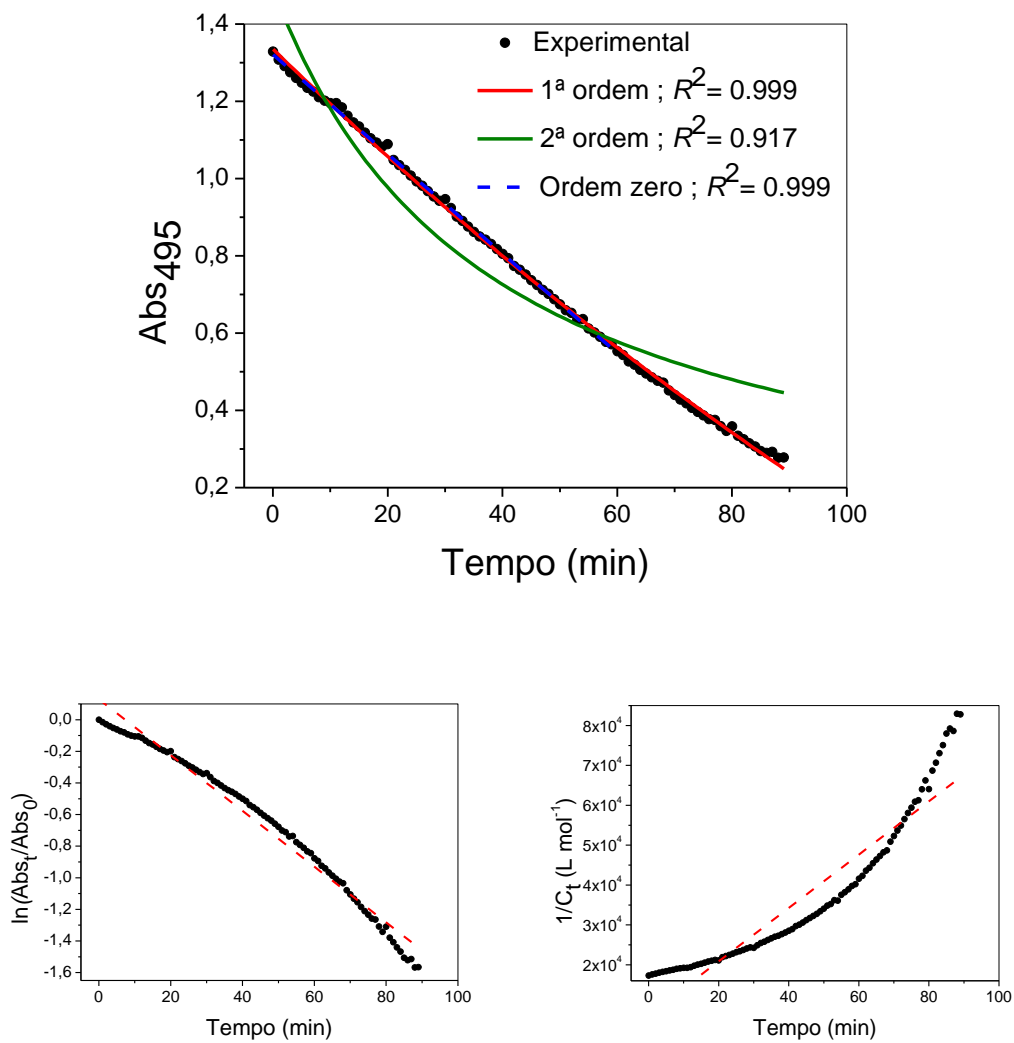 1,4
1,2
1,0
0,8
0,6
0,4
0,2
Abs495
Experimental
1ª ordem ; R2= 0.999
2ª ordem ; R2= 0.917
Ordem zero ; R2= 0.999
0 20 40 60 80 100
Tempo (min)
0,0
-0,2
-0,4
-0,6
-0,8
-1,0
-1,2
-1,4
-1,6
ln(Abst/Abs0)
0 20 40 60 80 100
Tempo (min)
8x10⁴
7x10⁴
6x10⁴
5x10⁴
4x10⁴
3x10⁴
2x10⁴
1/Ct (L mol⁻¹)
0 20 40 60 80 100
Tempo (min)